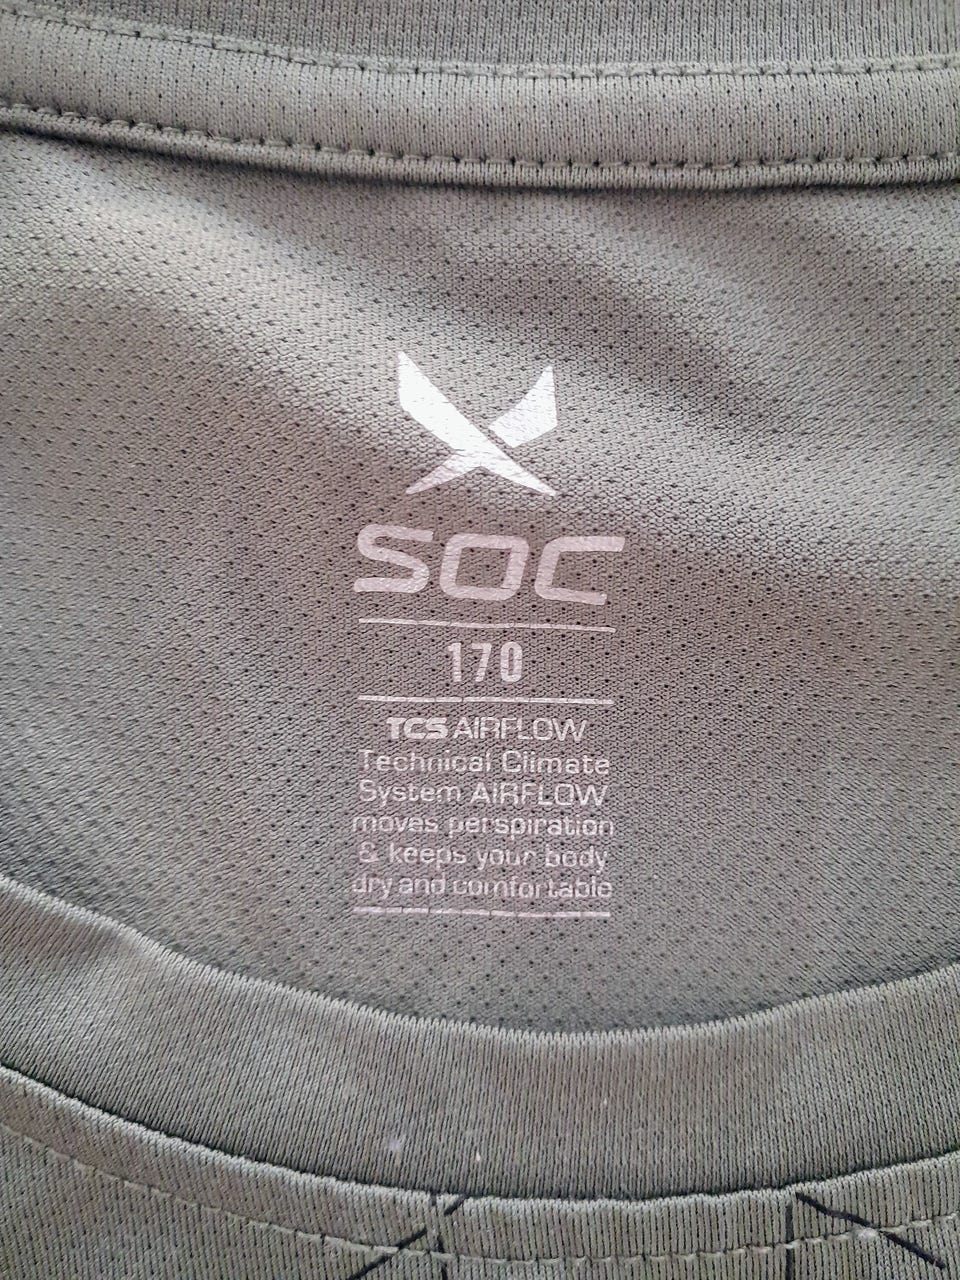 SOC
170
TCS AIRFLOW
Technical Climate
System AIRFLOW
moves perspiration
& keeps your body
dry and comfortable